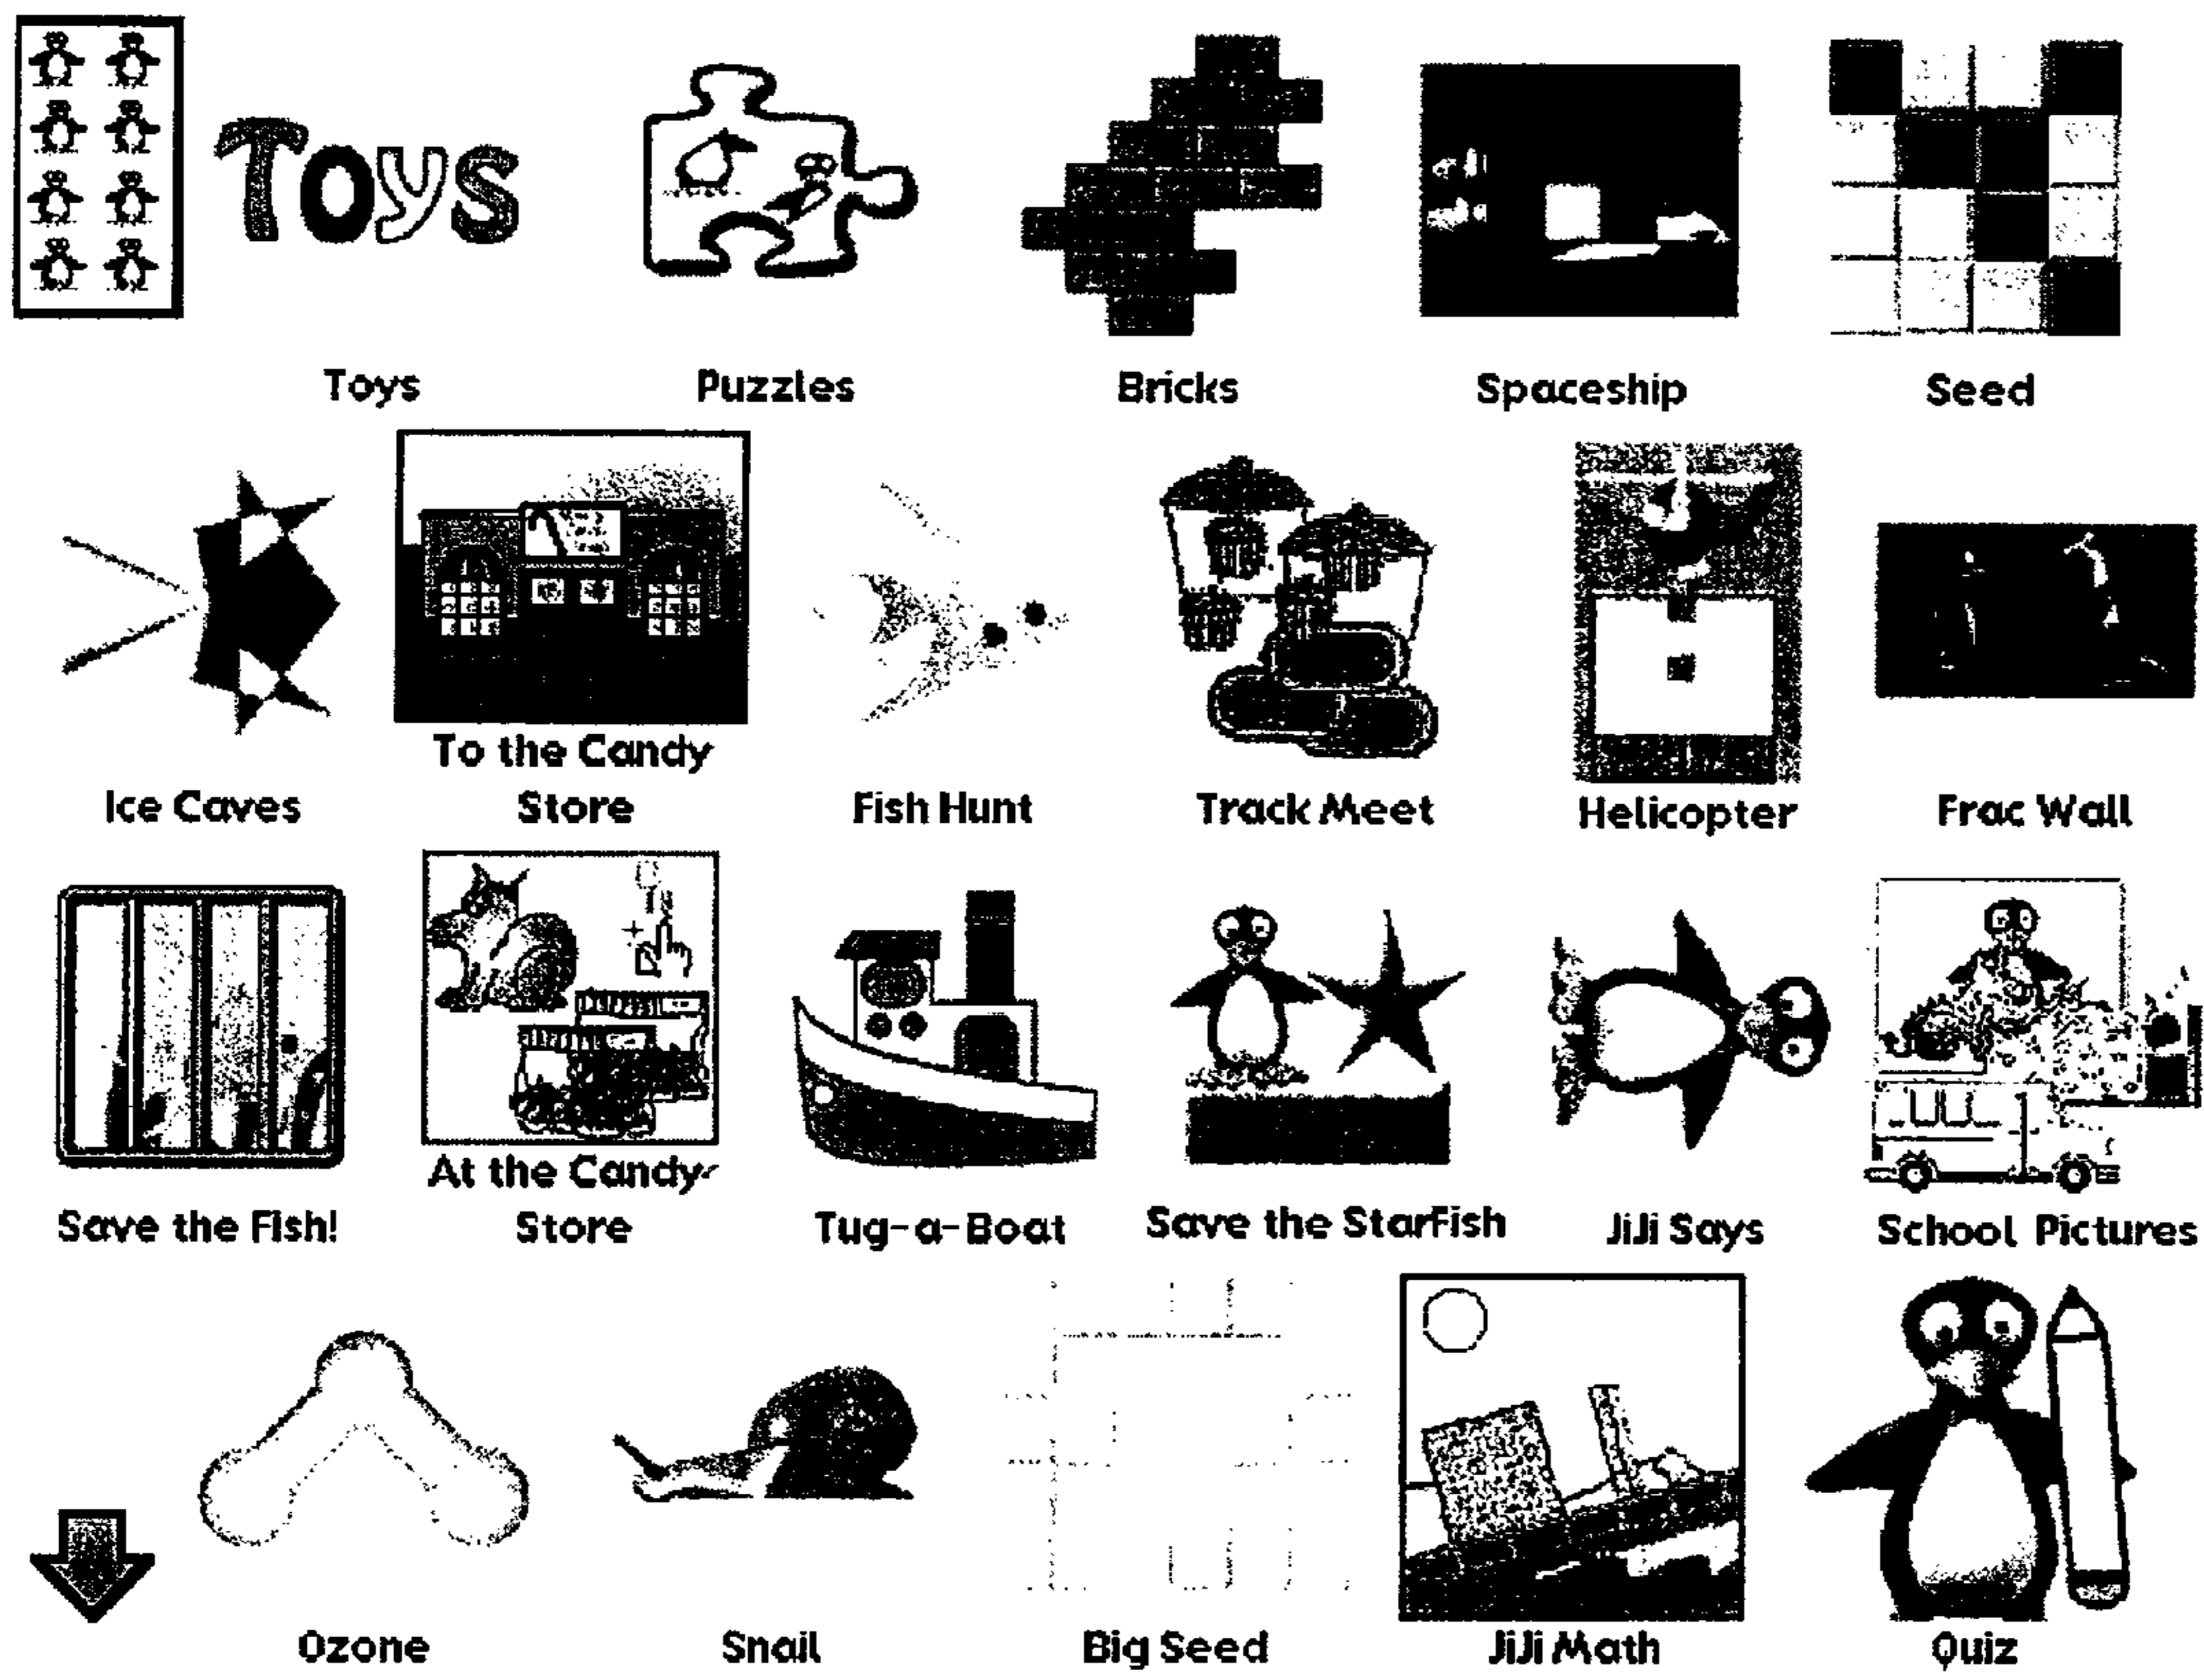 Toys
Toys
Puzzles
Bricks
Spaceship
Seed
Ice Caves
To the Candy
Store
Fish Hunt
Track Meet
Helicopter
Frac Wall
Save the Fish!
At the Candy
Store
Tug-a-Boat
Save the StarFish
JiJi Says
School Pictures
Ozone
Snail
Big Seed
JiJi Math
Quiz